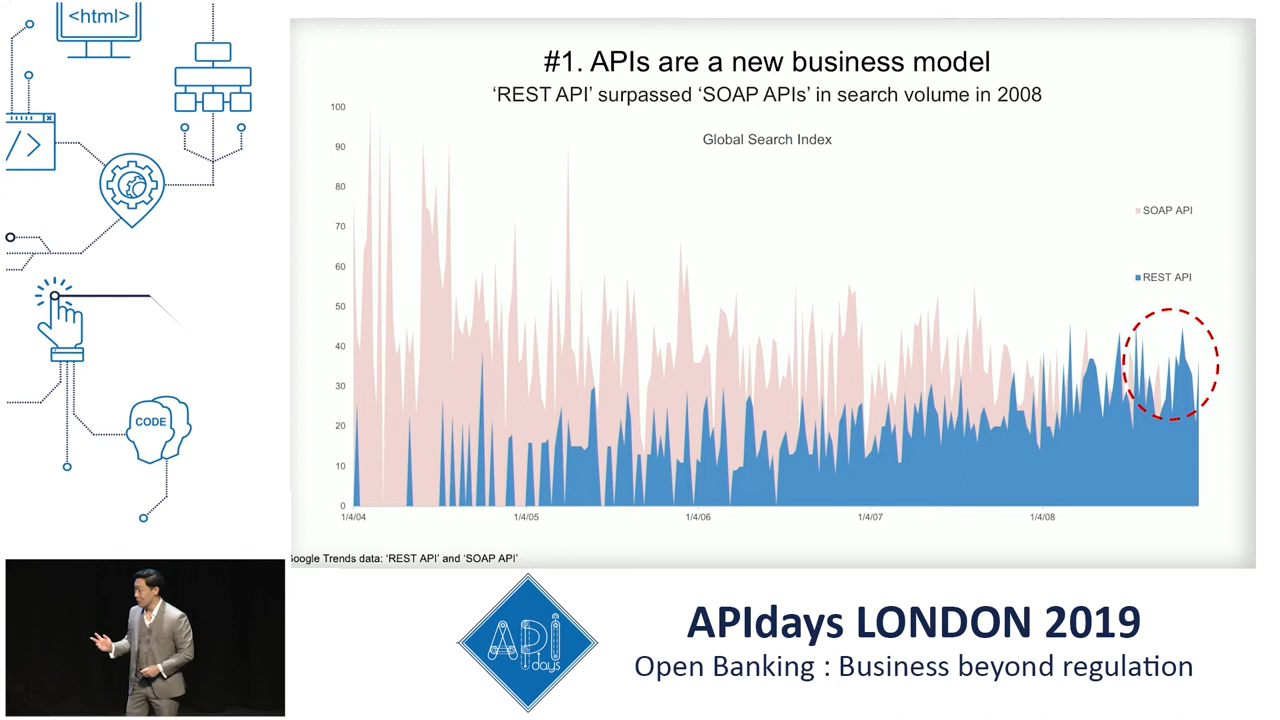 <html>
</>
CODE
#1. APIs are a new business model
‘REST API’ surpassed ‘SOAP APIs’ in search volume in 2008
Global Search Index
100
90
80
70
60
50
40
30
20
10
0
SOAP API
REST API
1/4/04 1/4/05 1/4/06 1/4/07 1/4/08
Google Trends data: ‘REST API’ and ‘SOAP API’
API
days
APIdays LONDON 2019
Open Banking : Business beyond regulation